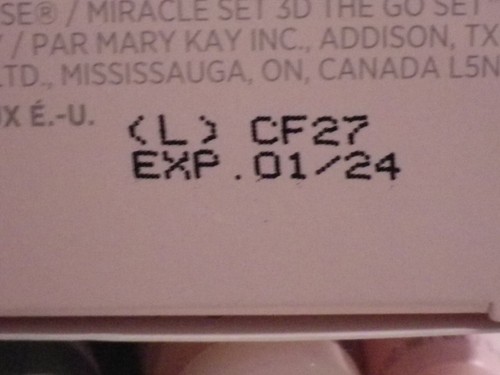 SE® / MIRACLE SET 3D THE GO SET
/ PAR MARY KAY INC., ADDISON, TX
LTD., MISSISSAUGA, ON, CANADA L5N
UX É.-U.
(L) CF27
EXP.01/24